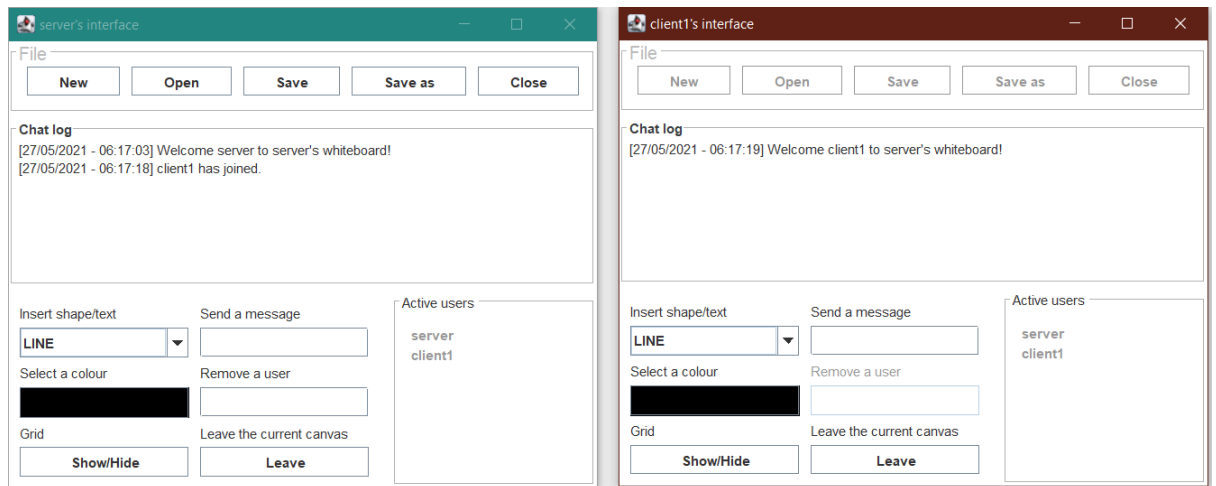 server's interface
File
New Open Save Save as Close
Chat log
[27/05/2021 - 06:17:03] Welcome server to server's whiteboard!
[27/05/2021 - 06:17:18] client1 has joined.
Insert shape/text Send a message
LINE
Select a colour Remove a user
Grid Leave the current canvas
Show/Hide Leave
Active users
server
client1
client1's interface
File
New Open Save Save as Close
Chat log
[27/05/2021 - 06:17:19] Welcome client1 to server's whiteboard!
Insert shape/text Send a message
LINE
Select a colour Remove a user
Grid Leave the current canvas
Show/Hide Leave
Active users
server
client1